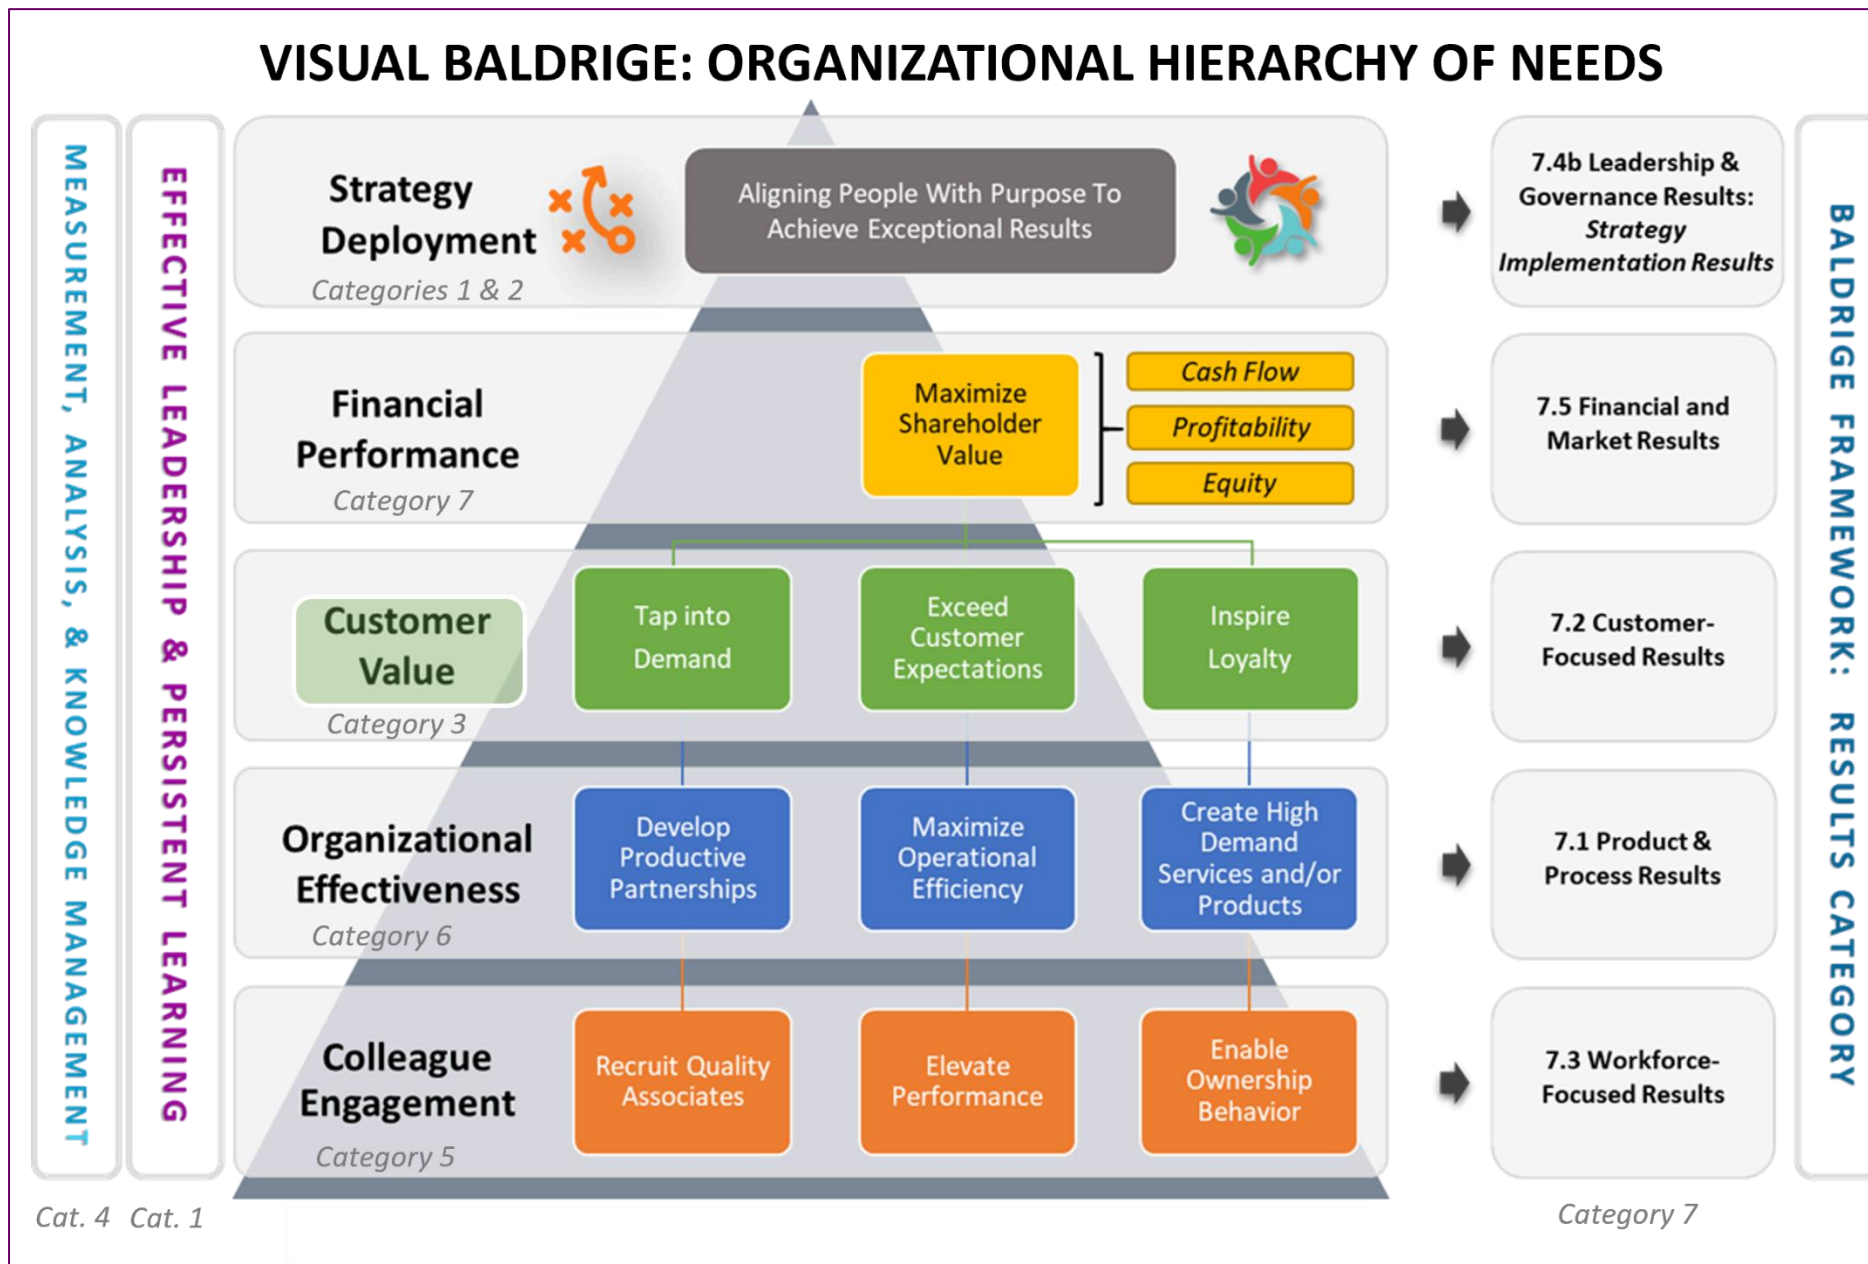 VISUAL BALDRIGE: ORGANIZATIONAL HIERARCHY OF NEEDS
MEASUREMENT, ANALYSIS, & KNOWLEDGE MANAGEMENT
Cat. 4
EFFECTIVE LEADERSHIP & PERSISTENT LEARNING
Cat. 1
Strategy
Deployment
Categories 1 & 2
Aligning People With Purpose To
Achieve Exceptional Results
7.4b Leadership &
Governance Results:
Strategy
Implementation Results
Financial
Performance
Category 7
Maximize
Shareholder
Value
Cash Flow
Profitability
Equity
7.5 Financial and
Market Results
Customer
Value
Category 3
Tap into
Demand
Exceed
Customer
Expectations
Inspire
Loyalty
7.2 Customer-
Focused Results
Organizational
Effectiveness
Category 6
Develop
Productive
Partnerships
Maximize
Operational
Efficiency
Create High
Demand
Services and/or
Products
7.1 Product &
Process Results
Colleague
Engagement
Category 5
Recruit Quality
Associates
Elevate
Performance
Enable
Ownership
Behavior
7.3 Workforce-
Focused Results
BALDRIGE FRAMEWORK: RESULTS CATEGORY
Category 7